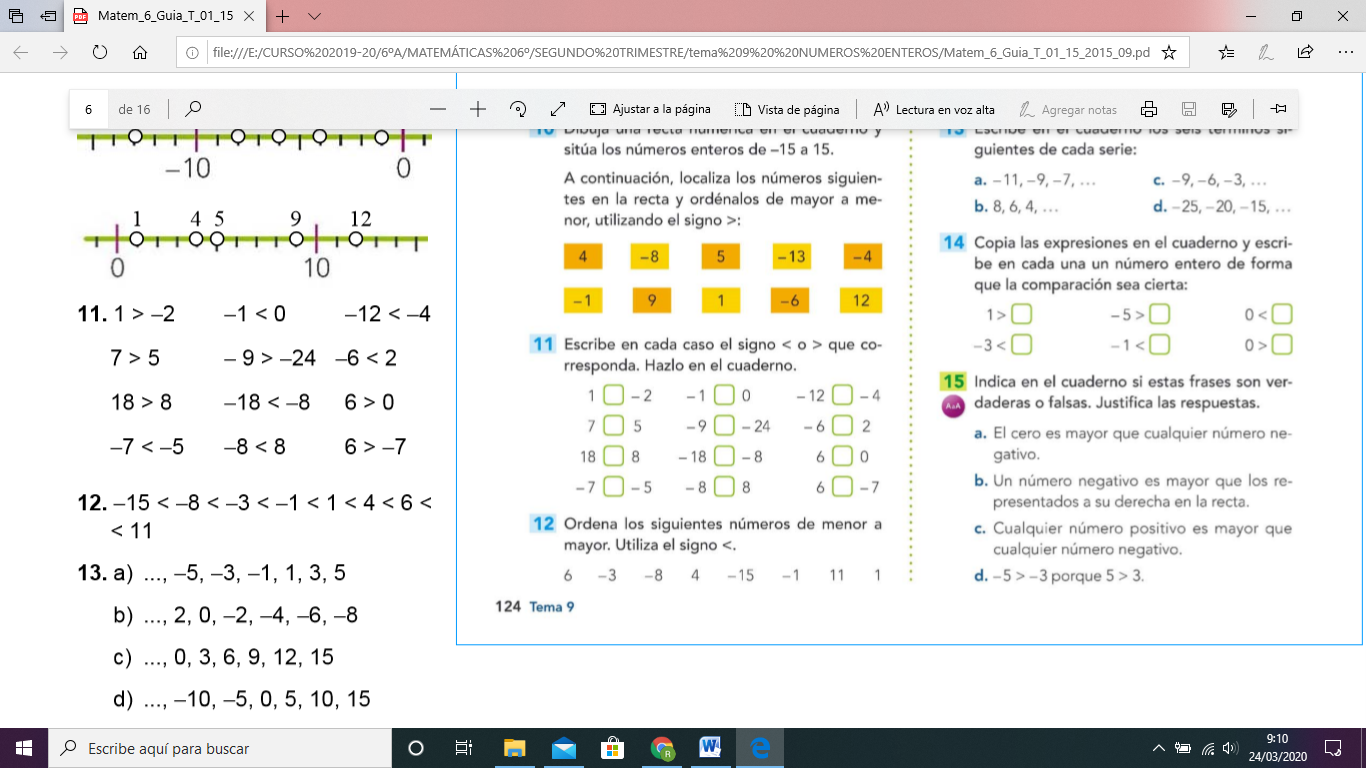 Matem_6_Guia_T_01_15
file:///E:/CURSO%202019-20/6ºA/MATEMÁTICAS%206º/SEGUNDO%20TRIMESTRE/tema%209%20%20NUMEROS%20ENTEROS/Matem_6_Guia_T_01_15_2015_09.pd
6 de 16
Ajustar a la página
Vista de página
Lectura en voz alta
Agregar notas
–10 0
1 4 5 9 12
0 10
11. 1 > –2 –1 < 0 –12 < –4
7 > 5 – 9 > –24 –6 < 2
18 > 8 –18 < –8 6 > 0
–7 < –5 –8 < 8 6 > –7
12. –15 < –8 < –3 < –1 < 1 < 4 < 6 <
< 11
13. a) ..., –5, –3, –1, 1, 3, 5
b) ..., 2, 0, –2, –4, –6, –8
c) ..., 0, 3, 6, 9, 12, 15
d) ..., –10, –5, 0, 5, 10, 15
10 Dibuja una recta numérica en el cuaderno y
sitúa los números enteros de –15 a 15.
A continuación, localiza los números siguien-
tes en la recta y ordénalos de mayor a me-
nor, utilizando el signo >:
4 –8 5 –13 –4
–1 9 1 –6 12
11 Escribe en cada caso el signo < o > que co-
rresponda. Hazlo en el cuaderno.
1 – 2 – 1 0 – 12 – 4
7 5 – 9 – 24 – 6 2
18 8 – 18 – 8 6 0
– 7 – 5 – 8 8 6 – 7
12 Ordena los siguientes números de menor a
mayor. Utiliza el signo <.
6 –3 –8 4 –15 –1 11 1
124 Tema 9
13 Escribe en el cuaderno los seis términos si-
guientes de cada serie:
a. –11, –9, –7, … c. –9, –6, –3, …
b. 8, 6, 4, … d. –25, –20, –15, …
14 Copia las expresiones en el cuaderno y escri-
be en cada una un número entero de forma
que la comparación sea cierta:
1 > – 5 > 0 <
– 3 < – 1 < 0 >
15 Indica en el cuaderno si estas frases son ver-
daderas o falsas. Justifica las respuestas.
a. El cero es mayor que cualquier número ne-
gativo.
b. Un número negativo es mayor que los re-
presentados a su derecha en la recta.
c. Cualquier número positivo es mayor que
cualquier número negativo.
d. –5 > –3 porque 5 > 3.
Escribe aquí para buscar
9:10
24/03/2020